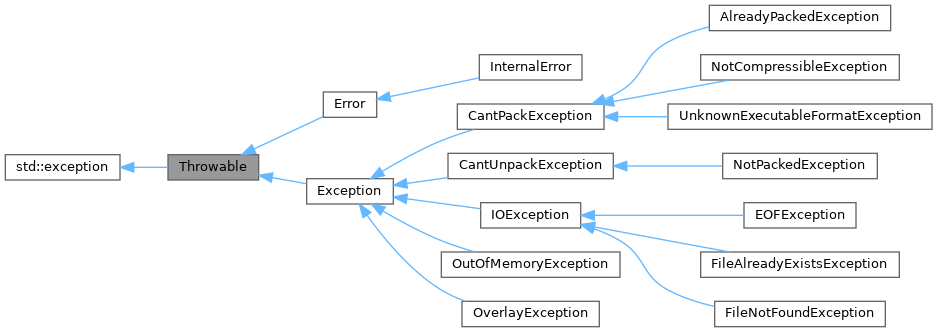 AlreadyPackedException
InternalError
NotCompressibleException
Error
CantPackException
UnknownExecutableFormatException
std::exception
Throwable
CantUnpackException
NotPackedException
Exception
IOException
EOFException
OutOfMemoryException
FileAlreadyExistsException
OverlayException
FileNotFoundException